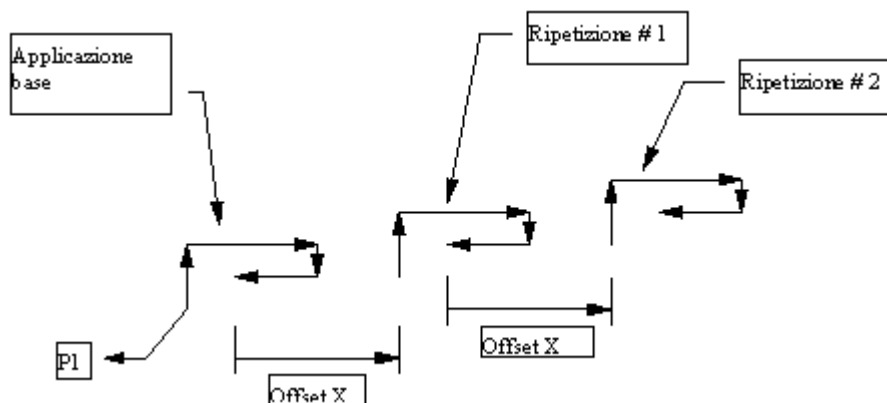 Applicazione
base
Ripetizione # 1
Ripetizione # 2
P1
Offset X
Offset X